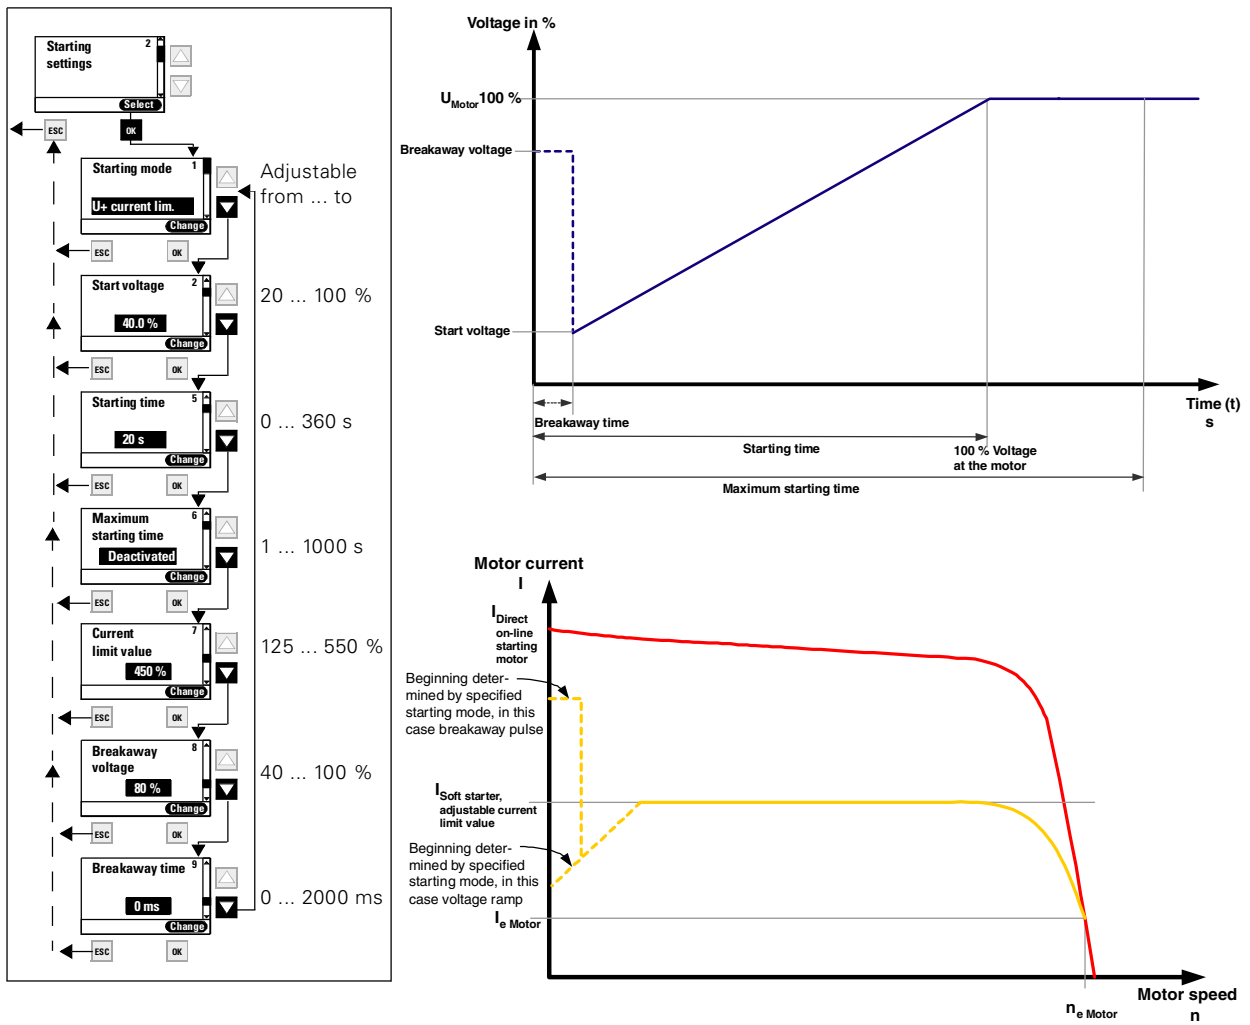 Starting
settings
2
Select
ESC
OK
Starting mode
1
U+ current lim.
Change
Adjustable
from ... to
ESC
OK
Start voltage
2
40.0 %
Change
20 ... 100 %
ESC
OK
Starting time
5
20 s
Change
0 ... 360 s
ESC
OK
Maximum
starting time
6
Deactivated
Change
1 ... 1000 s
ESC
OK
Current
limit value
7
450 %
Change
125 ... 550 %
ESC
OK
Breakaway
voltage
8
80 %
Change
40 ... 100 %
ESC
OK
Breakaway time
9
0 ms
Change
0 ... 2000 ms
ESC
OK
Voltage in %
UMotor100 %
Breakaway voltage
Start voltage
Time (t)
s
Breakaway time
Starting time
100 % Voltage
at the motor
Maximum starting time
Motor current
I
IDirect
on-line
starting
motor
Beginning deter-
mined by specified
starting mode, in this
case breakaway pulse
ISoft starter,
adjustable current
limit value
Beginning deter-
mined by specified
starting mode, in this
case voltage ramp
Ie Motor
ne Motor
Motor speed
n